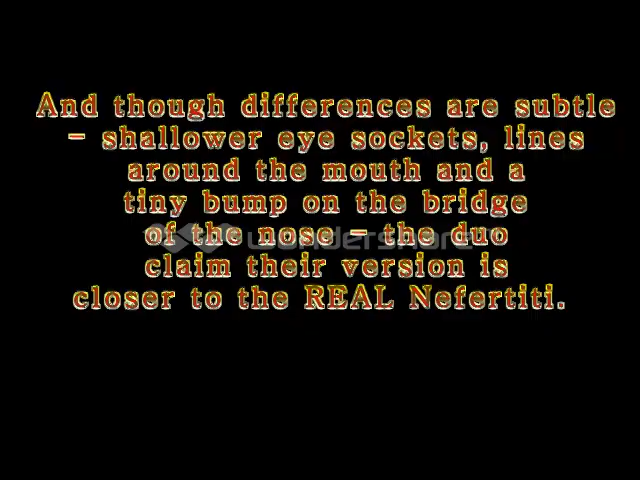 And though differences are subtle
– shallower eye sockets, lines
around the mouth and a
tiny bump on the bridge
of the nose – the duo
claim their version is
closer to the REAL Nefertiti.
wondershare